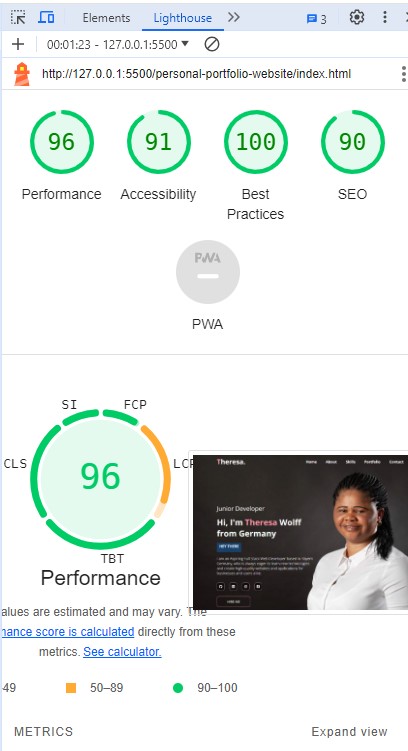 Elements Lighthouse 3
00:01:23 - 127.0.0.1:5500
http://127.0.0.1:5500/personal-portfolio-website/index.html
96 91 100 90
Performance Accessibility Best Practices SEO
PWA
PWA
SI FCP
CLS LCP
96
TBT
Performance
Theresa.
Home About Skills Portfolio Contact
Junior Developer
Hi, I'm Theresa Wolff
from Germany
HEY THERE
alues are estimated and may vary. The
nance score is calculated directly from these
metrics. See calculator.
49 50–89 90–100
METRICS Expand view